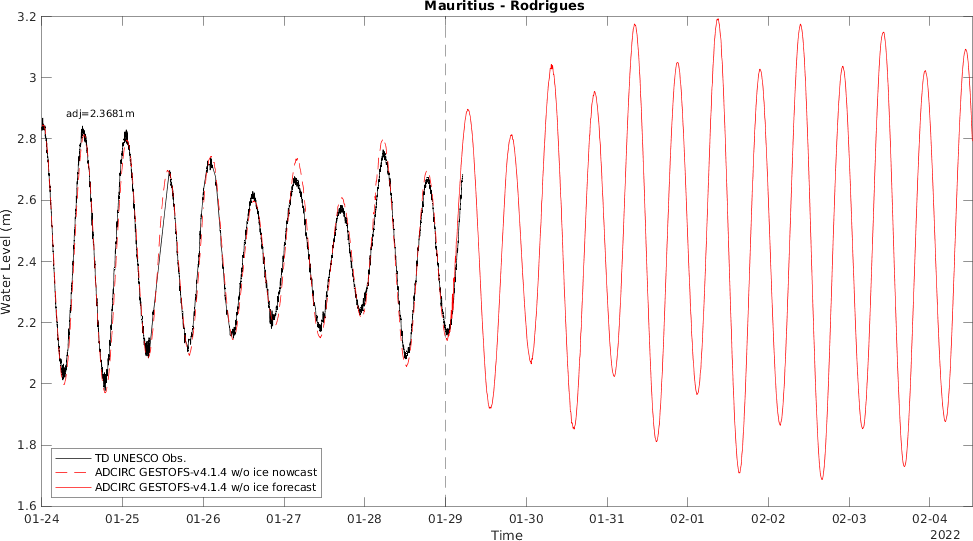 Mauritius - Rodrigues
3.2
3
2.8
2.6
2.4
2.2
2
1.8
1.6
Water Level (m)
adj=2.3681m
TD UNESCO Obs.
ADCIRC GESTOFS-v4.1.4 w/o ice nowcast
ADCIRC GESTOFS-v4.1.4 w/o ice forecast
01-24 01-25 01-26 01-27 01-28 01-29 01-30 01-31 02-01 02-02 02-03 02-04
Time
2022